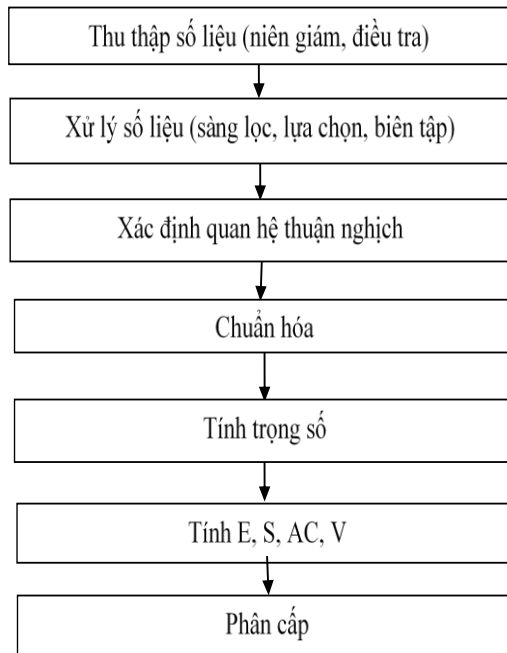 Thu thập số liệu (niên giám, điều tra)
Xử lý số liệu (sàng lọc, lựa chọn, biên tập)
Xác định quan hệ thuận nghịch
Chuẩn hóa
Tính trọng số
Tính E, S, AC, V
Phân cấp